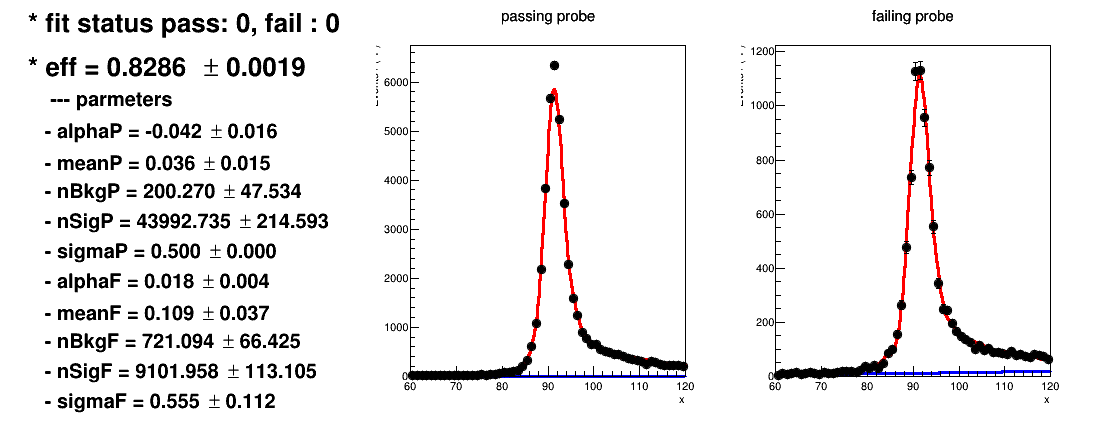 * fit status pass: 0, fail : 0
* eff = 0.8286 ± 0.0019
--- parmeters
- alphaP = -0.042 ± 0.016
- meanP = 0.036 ± 0.015
- nBkgP = 200.270 ± 47.534
- nSigP = 43992.735 ± 214.593
- sigmaP = 0.500 ± 0.000
- alphaF = 0.018 ± 0.004
- meanF = 0.109 ± 0.037
- nBkgF = 721.094 ± 66.425
- nSigF = 9101.958 ± 113.105
- sigmaF = 0.555 ± 0.112
passing probe
6000
5000
4000
3000
2000
1000
0
60 70 80 90 100 110 120
x
failing probe
1200
1000
800
600
400
200
0
60 70 80 90 100 110 120
x